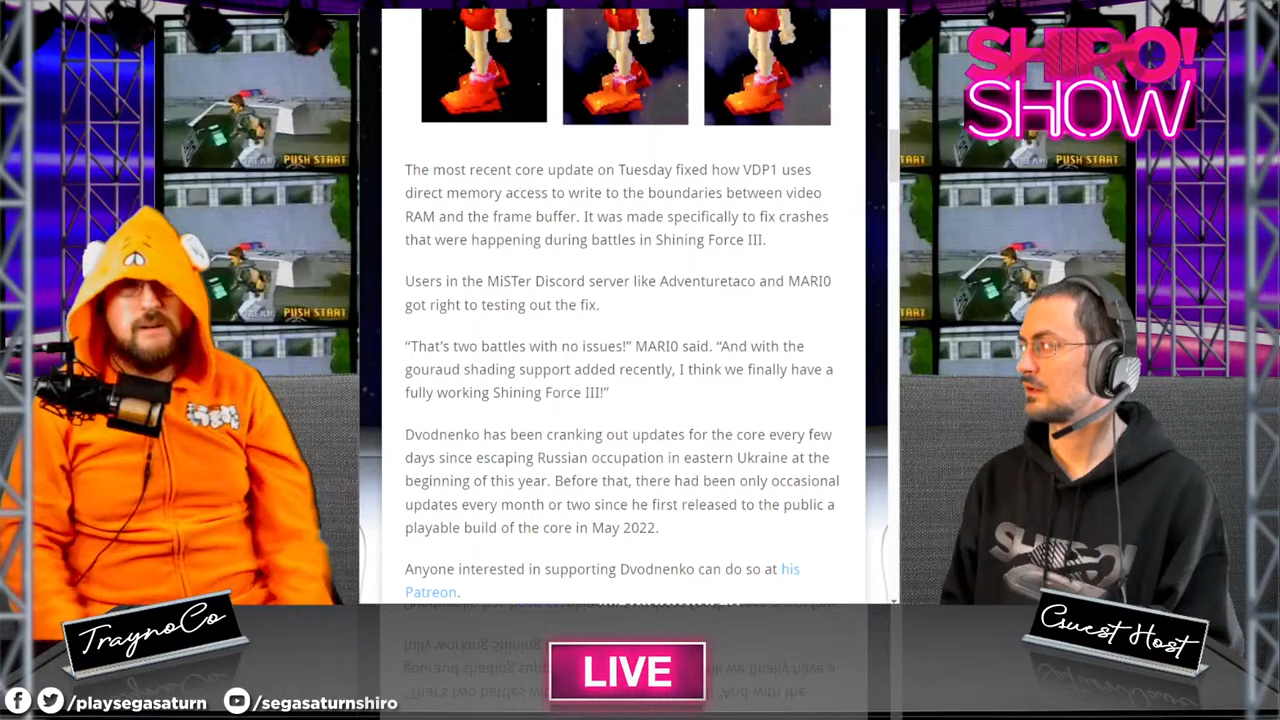 SHIRO!
SHOW
PUSH START
PUSH START
The most recent core update on Tuesday fixed how VDP1 uses
direct memory access to write to the boundaries between video
RAM and the frame buffer. It was made specifically to fix crashes
that were happening during battles in Shining Force III.
Users in the MiSTer Discord server like Adventuretaco and MARI0
got right to testing out the fix.
“That’s two battles with no issues!” MARI0 said. “And with the
gouraud shading support added recently, I think we finally have a
fully working Shining Force III!”
Dvodnenko has been cranking out updates for the core every few
days since escaping Russian occupation in eastern Ukraine at the
beginning of this year. Before that, there had been only occasional
updates every month or two since he first released to the public a
playable build of the core in May 2022.
Anyone interested in supporting Dvodnenko can do so at his
Patreon.
ART
PUSH START
ART
PUSH START
SHIRO!
TraynoCo
Guest Host
LIVE
/playsegasaturn
/segasaturnshiro